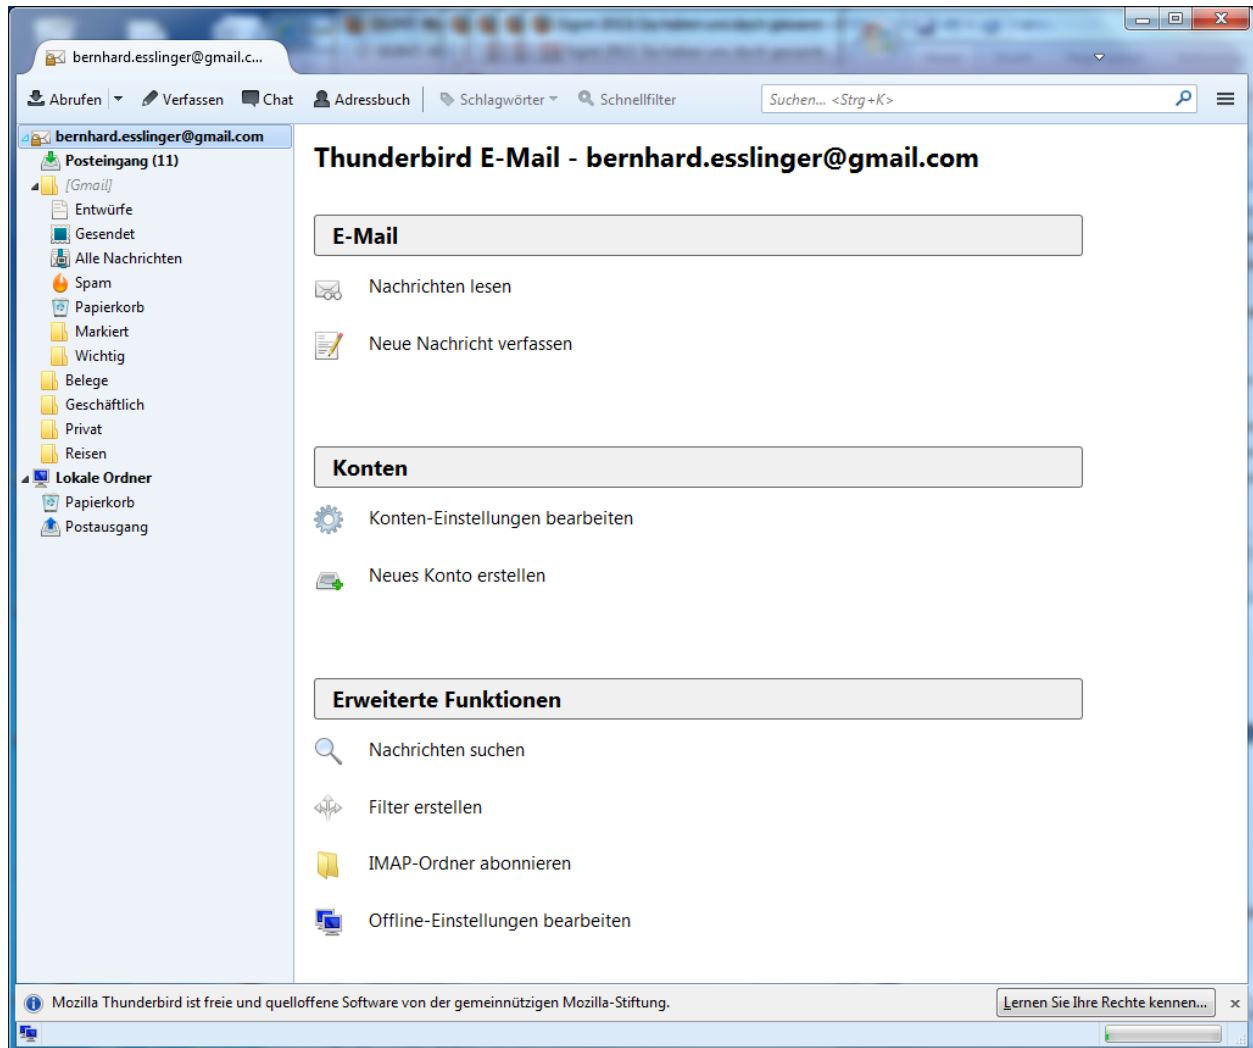 bernhard.esslinger@gmail.c...
Abrufen Verfassen Chat Adressbuch Schlagwörter Schnellfilter Suchen... <Strg+K>
bernhard.esslinger@gmail.com
Posteingang (11)
[Gmail]
Entwürfe
Gesendet
Alle Nachrichten
Spam
Papierkorb
Markiert
Wichtig
Belege
Geschäftlich
Privat
Reisen
Lokale Ordner
Papierkorb
Postausgang
Thunderbird E-Mail - bernhard.esslinger@gmail.com
E-Mail
Nachrichten lesen
Neue Nachricht verfassen
Konten
Konten-Einstellungen bearbeiten
Neues Konto erstellen
Erweiterte Funktionen
Nachrichten suchen
Filter erstellen
IMAP-Ordner abonnieren
Offline-Einstellungen bearbeiten
Mozilla Thunderbird ist freie und quelloffene Software von der gemeinnützigen Mozilla-Stiftung. Lernen Sie Ihre Rechte kennen...